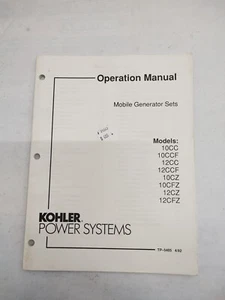 Operation Manual
Mobile Generator Sets
Models:
10CC
10CCF
12CC
12CCF
10CZ
10CFZ
12CZ
12CFZ
KOHLER
POWER SYSTEMS